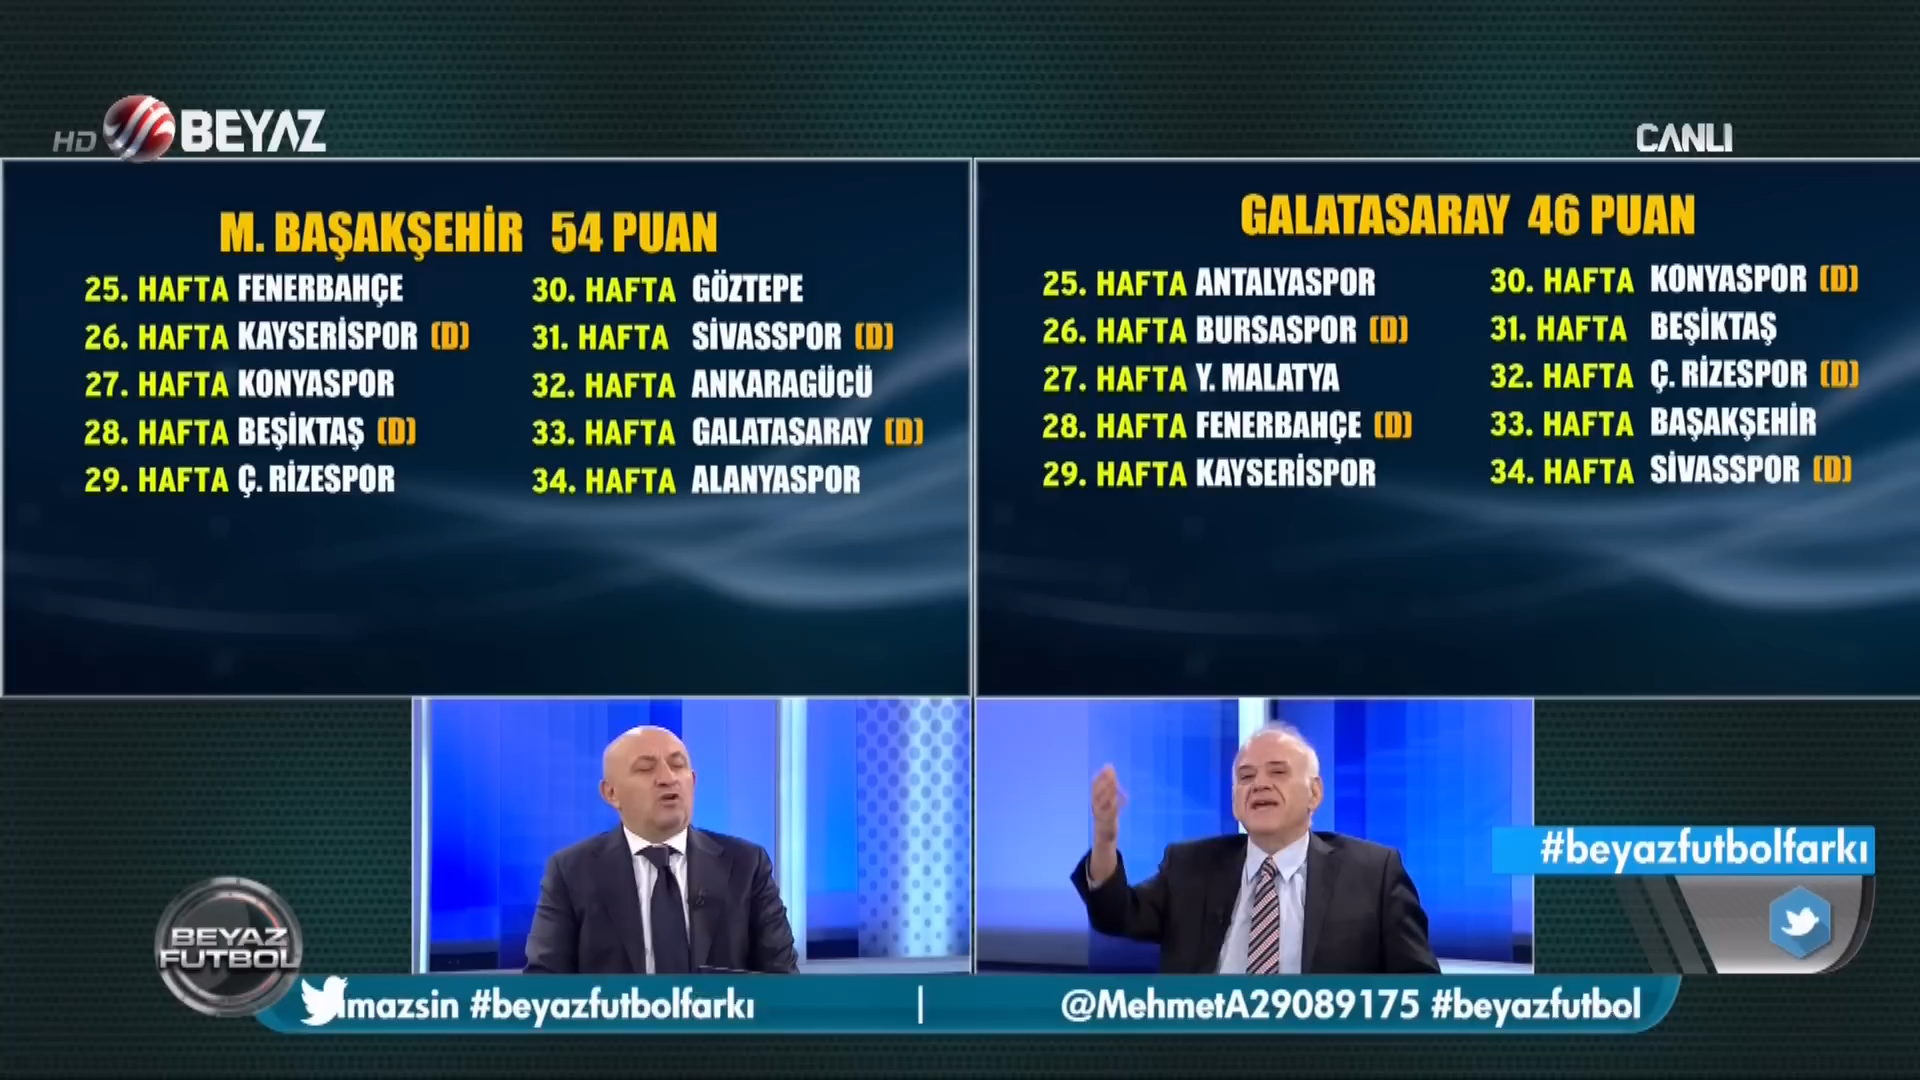 HD BEYAZ
CANLI
M. BAŞAKŞEHİR 54 PUAN
25. HAFTA FENERBAHÇE
26. HAFTA KAYSERİSPOR (D)
27. HAFTA KONYASPOR
28. HAFTA BEŞİKTAŞ (D)
29. HAFTA Ç. RİZESPOR
30. HAFTA GÖZTEPE
31. HAFTA SİVASSPOR (D)
32. HAFTA ANKARAGÜCÜ
33. HAFTA GALATASARAY (D)
34. HAFTA ALANYASPOR
GALATASARAY 46 PUAN
25. HAFTA ANTALYASPOR
26. HAFTA BURSASPOR (D)
27. HAFTA Y. MALATYA
28. HAFTA FENERBAHÇE (D)
29. HAFTA KAYSERİSPOR
30. HAFTA KONYASPOR (D)
31. HAFTA BEŞİKTAŞ
32. HAFTA Ç. RİZESPOR (D)
33. HAFTA BAŞAKŞEHİR
34. HAFTA SİVASSPOR (D)
#beyazfutbolfarkı
BEYAZ
FUTBOL
#beyazfutbolfarkı | @MehmetA29089175 #beyazfutbol